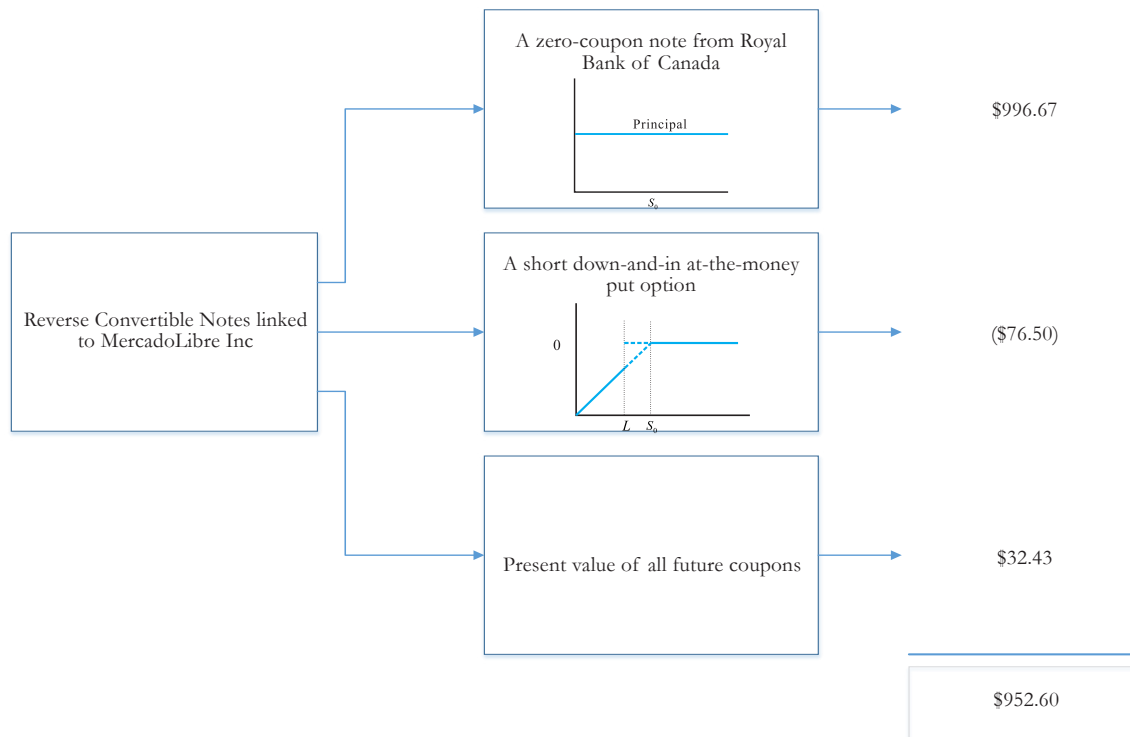 A zero-coupon note from Royal
Bank of Canada
Principal
S₀
$996.67
Reverse Convertible Notes linked
to MercadoLibre Inc
A short down-and-in at-the-money
put option
0
L S₀
($76.50)
Present value of all future coupons
$32.43
$952.60